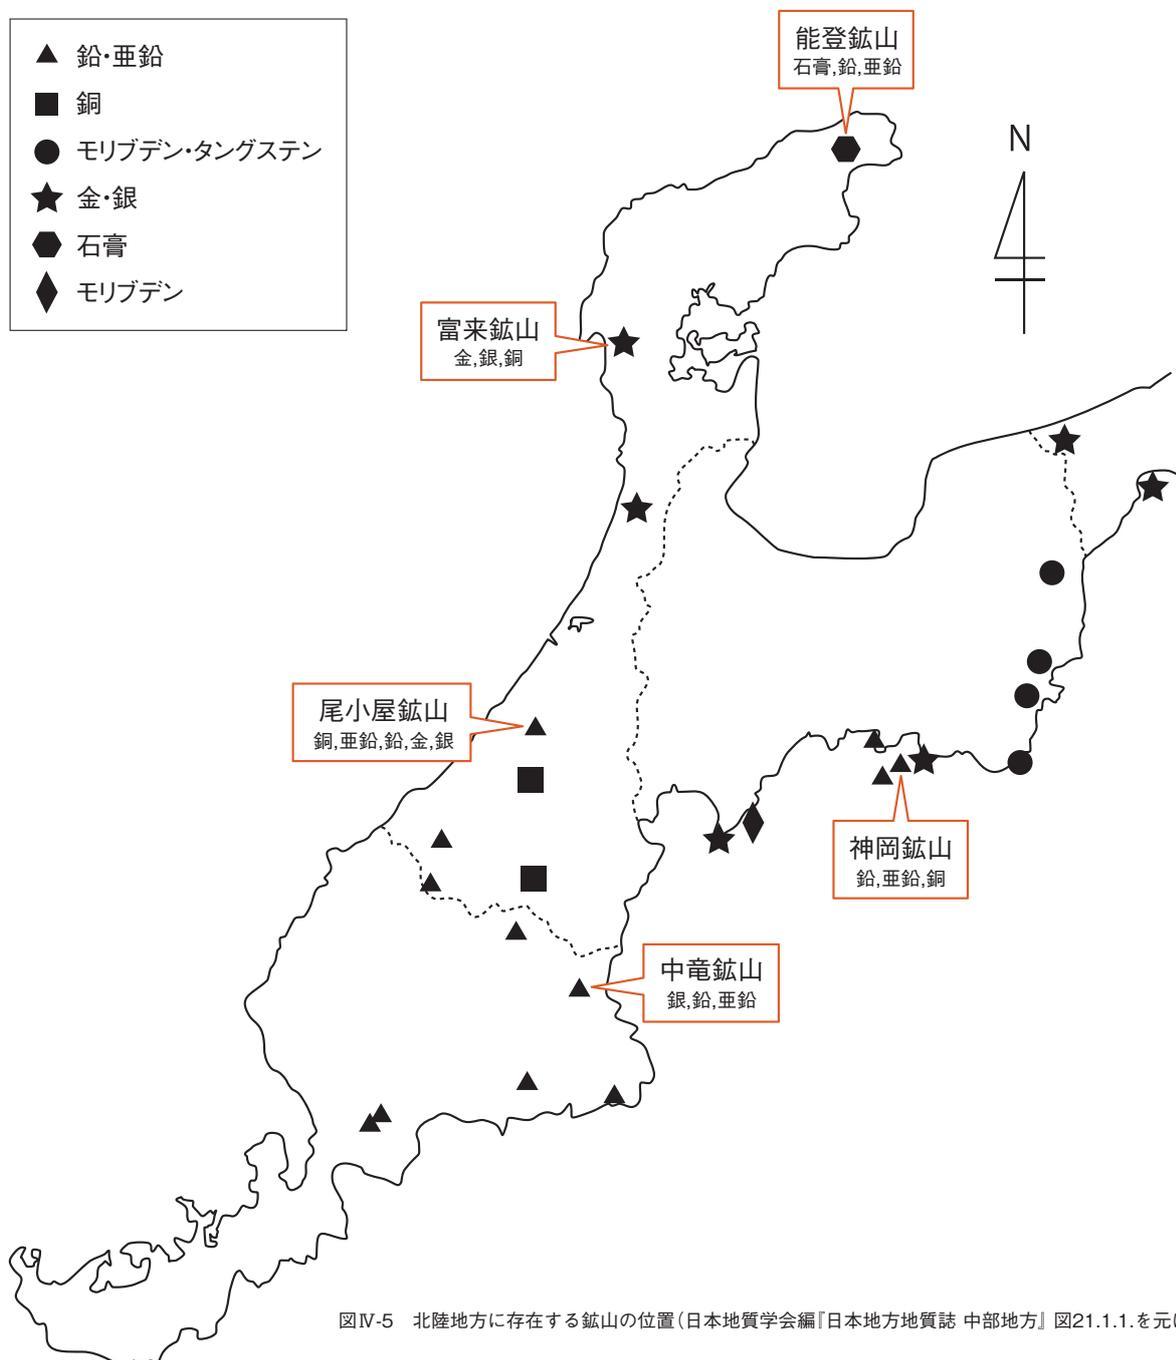 鉛・亜鉛
銅
モリブデン・タングステン
金・銀
石膏
モリブデン
能登鉱山
石膏,鉛,亜鉛
N
富来鉱山
金,銀,銅
尾小屋鉱山
銅,亜鉛,鉛,金,銀
神岡鉱山
鉛,亜鉛,銅
中竜鉱山
銀,鉛,亜鉛
図Ⅳ-5 北陸地方に存在する鉱山の位置(日本地質学会編『日本地方地質誌 中部地方』 図21.1.1.を元に